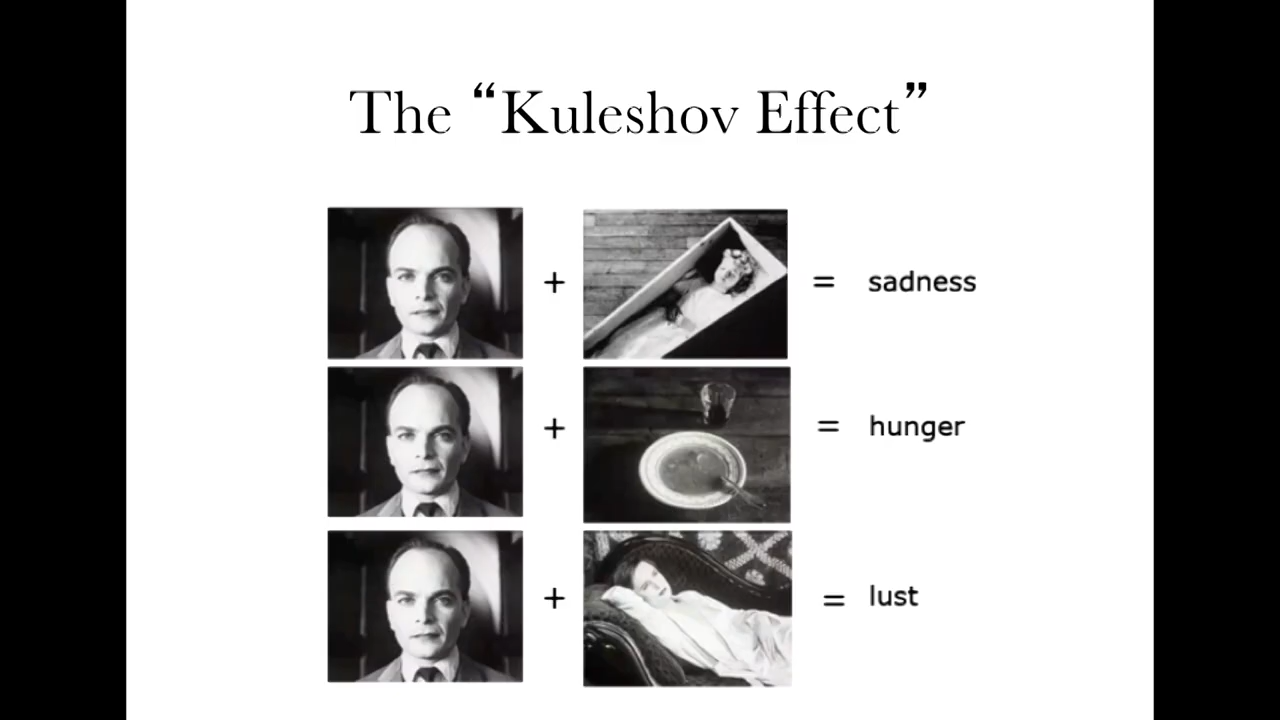 The “Kuleshov Effect”
+ = sadness
+ = hunger
+ = lust